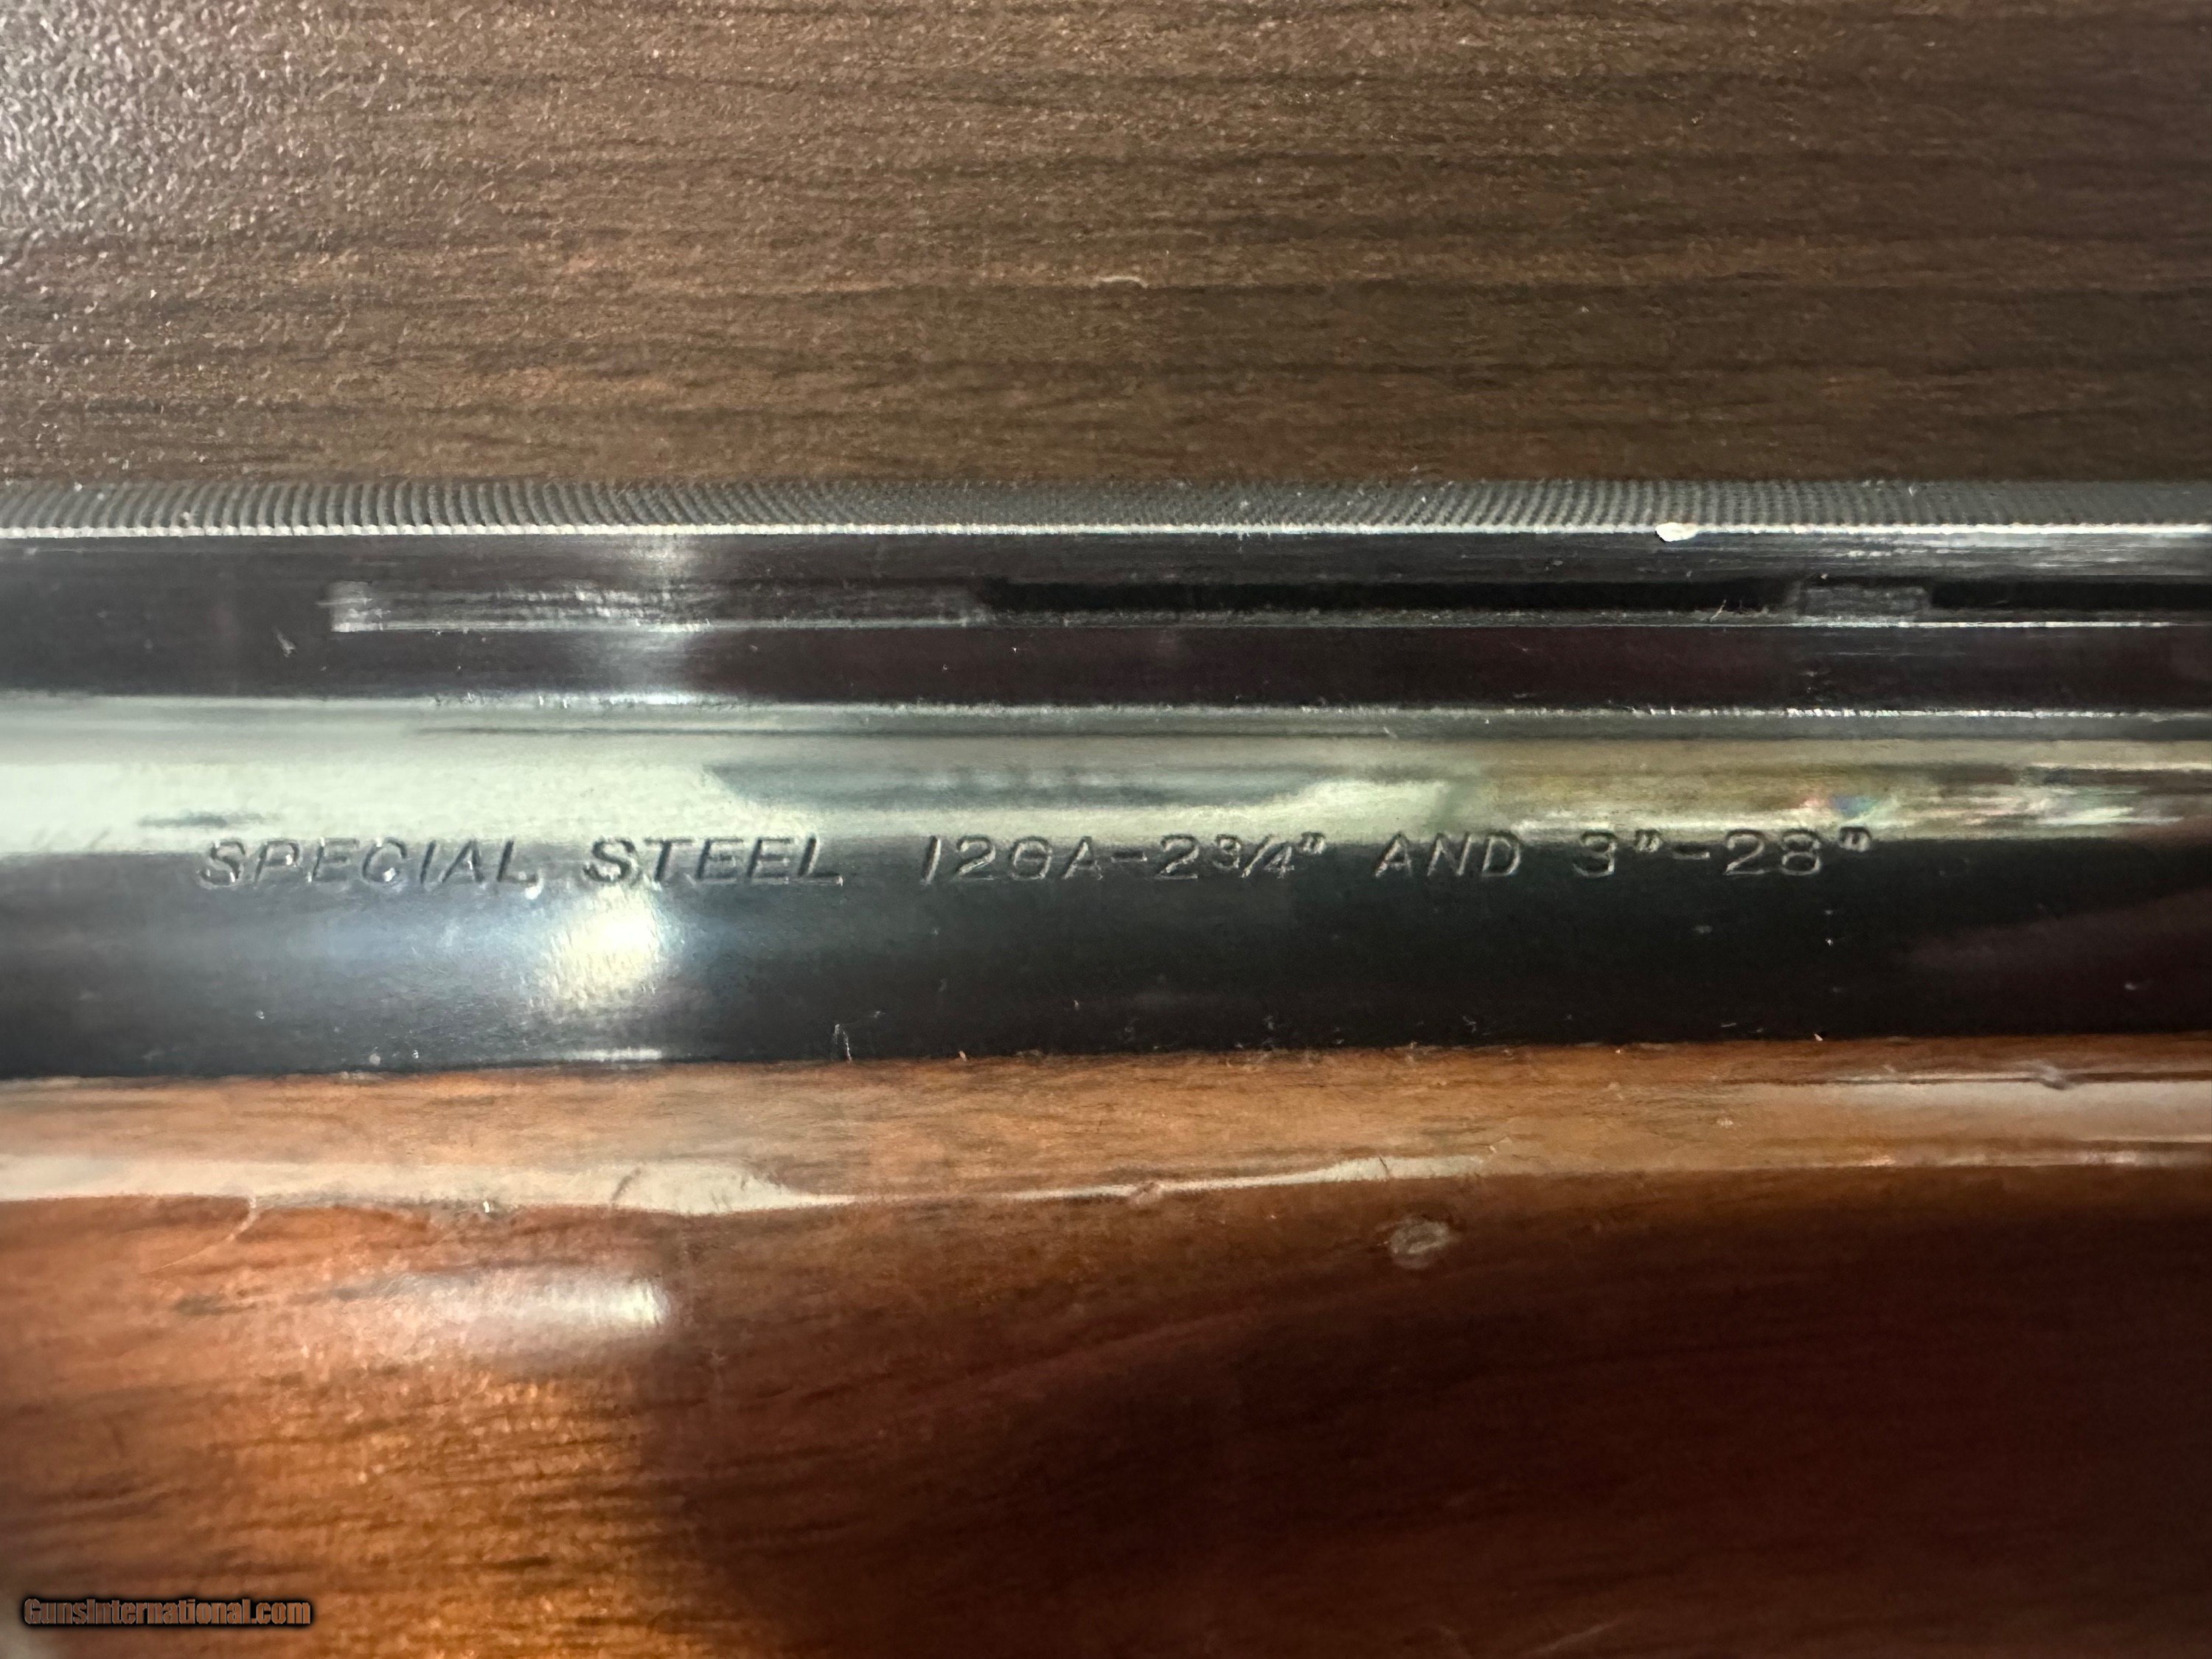 SPECIAL STEEL 12GA-2¾" AND 3"-28"
GunsInternational.com